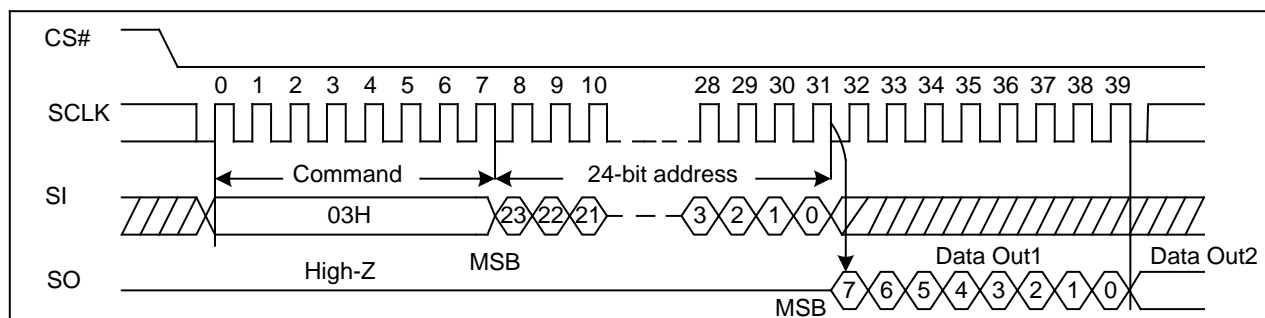 CS#
0 1 2 3 4 5 6 7 8 9 10 28 29 30 31 32 33 34 35 36 37 38 39
SCLK
Command 24-bit address
SI
03H 23 22 21 3 2 1 0
High-Z MSB Data Out1 Data Out2
SO
MSB 7 6 5 4 3 2 1 0